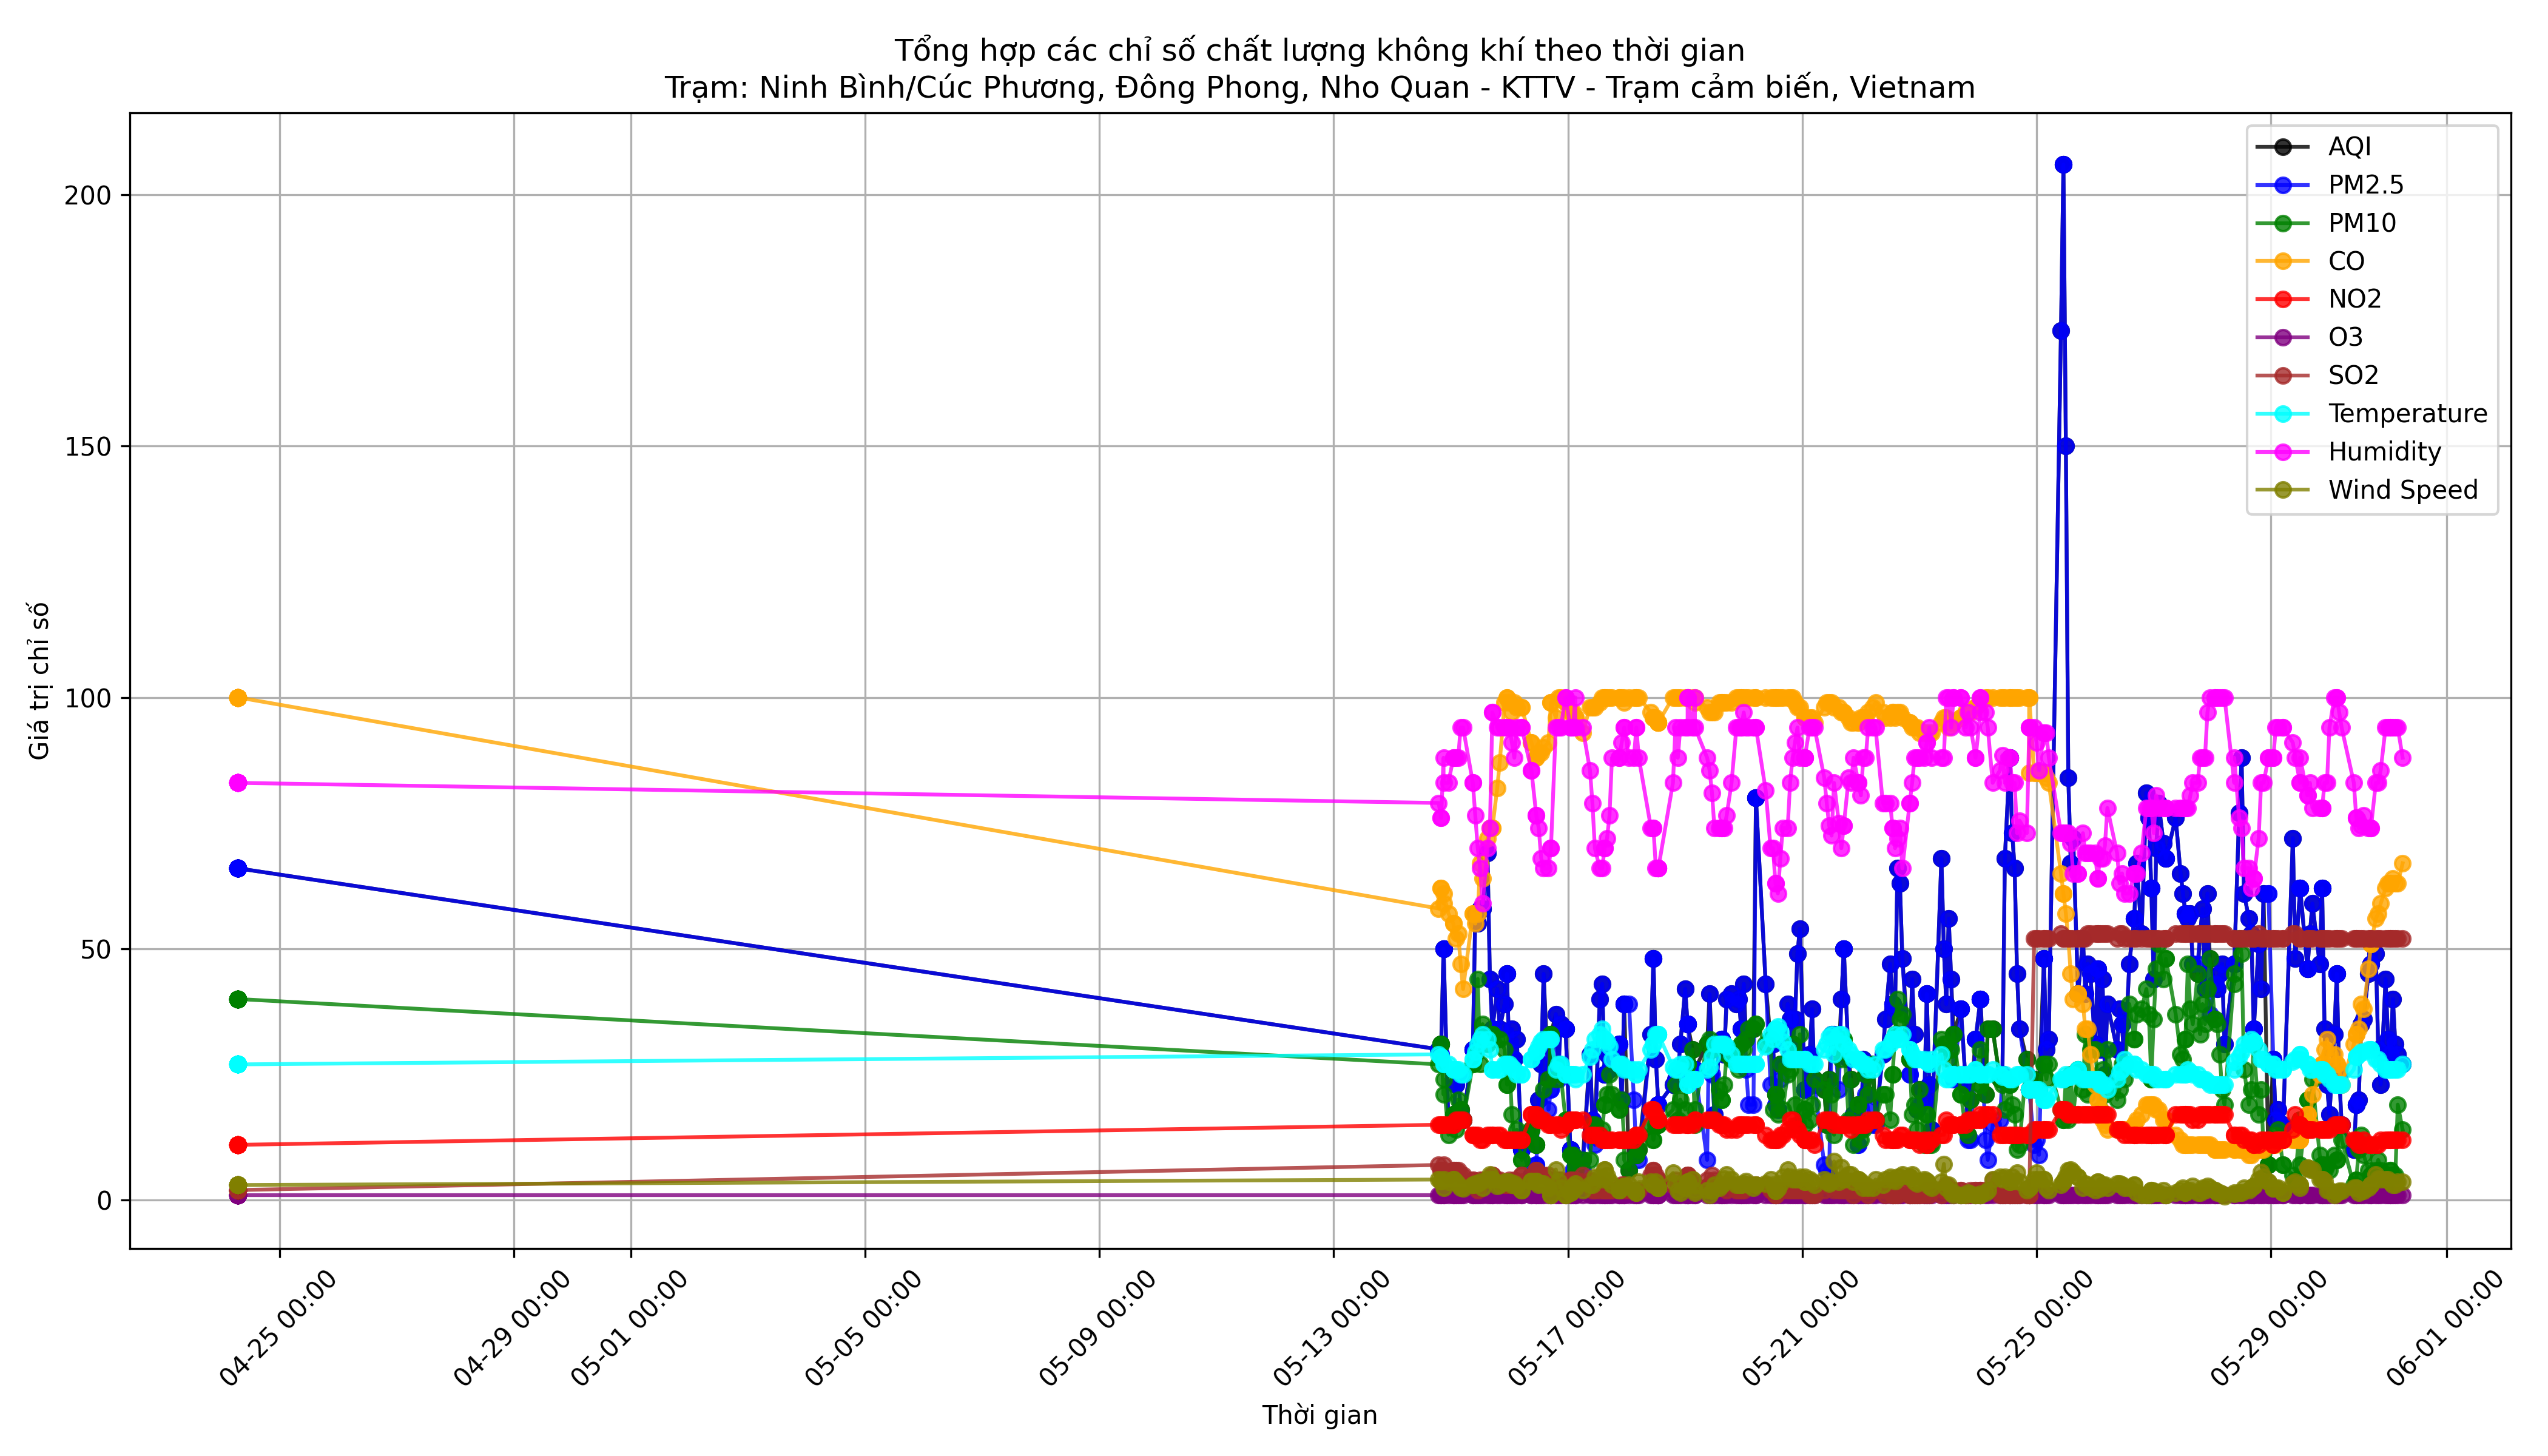 Tổng hợp các chỉ số chất lượng không khí theo thời gian
Trạm: Ninh Bình/Cúc Phương, Đông Phong, Nho Quan - KTTV - Trạm cảm biến, Vietnam
AQI
PM2.5
PM10
CO
NO2
O3
SO2
Temperature
Humidity
Wind Speed
Giá trị chỉ số
200
150
100
50
0
04-25 00:00
04-29 00:00
05-01 00:00
05-05 00:00
05-09 00:00
05-13 00:00
05-17 00:00
05-21 00:00
05-25 00:00
05-29 00:00
06-01 00:00
Thời gian